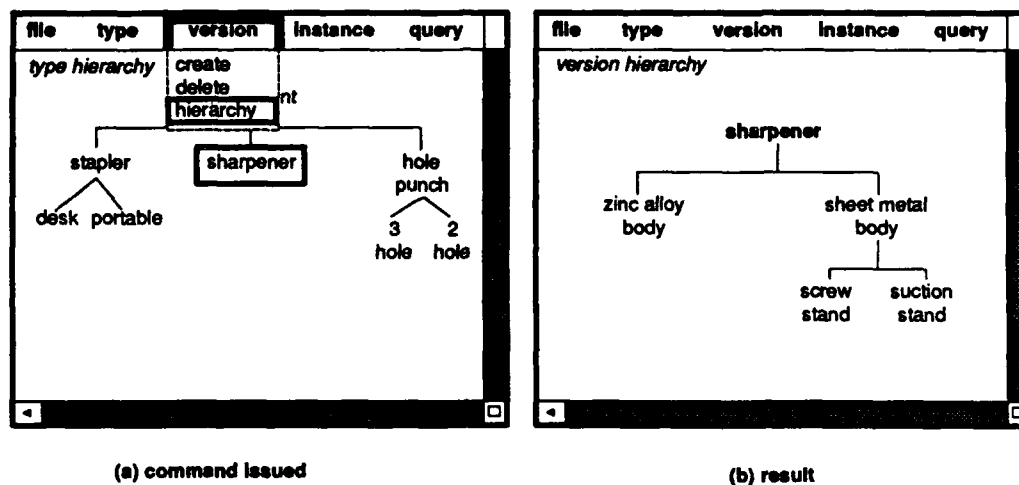 file type version instance query
type hierarchy
create
delete
hierarchy
nt
stapler sharpener hole
punch
desk portable 3 2
hole hole
(a) command issued
file type version instance query
version hierarchy
sharpener
zinc alloy sheet metal
body body
screw suction
stand stand
(b) result